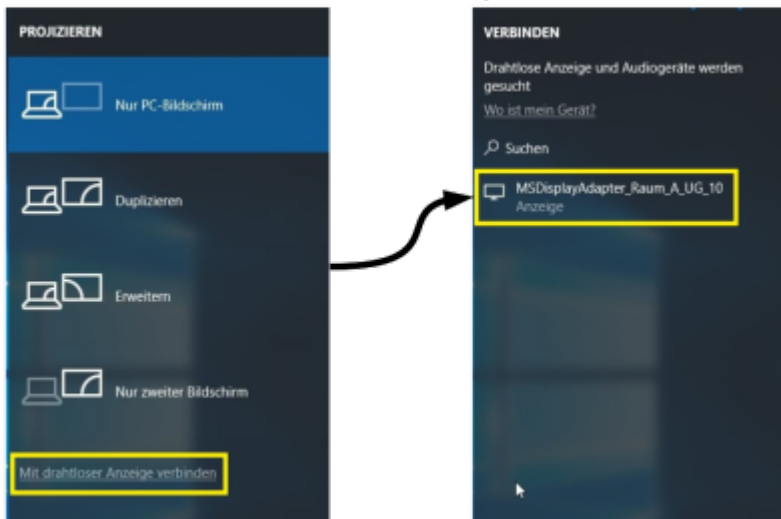 PROJIZIEREN
Nur PC-Bildschirm
Duplizieren
Erweitern
Nur zweiter Bildschirm
Mit drahtloser Anzeige verbinden
VERBINDEN
Drahtlose Anzeige und Audiogeräte werden
gesucht
Wo ist mein Gerät?
Suchen
MSDisplayAdapter_Raum_A_UG_10
Anzeige